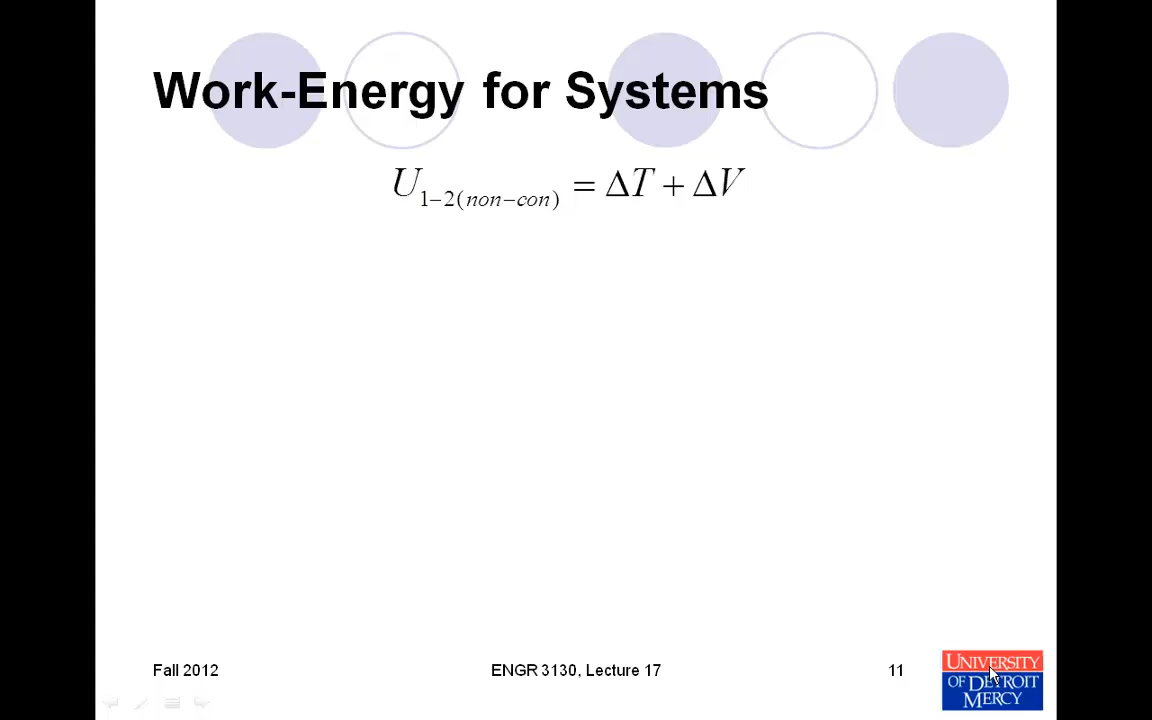 Work-Energy for Systems
U1−2(non−con) = ΔT + ΔV
Fall 2012
ENGR 3130, Lecture 17
11
UNIVERSITY
OF DETROIT
MERCY